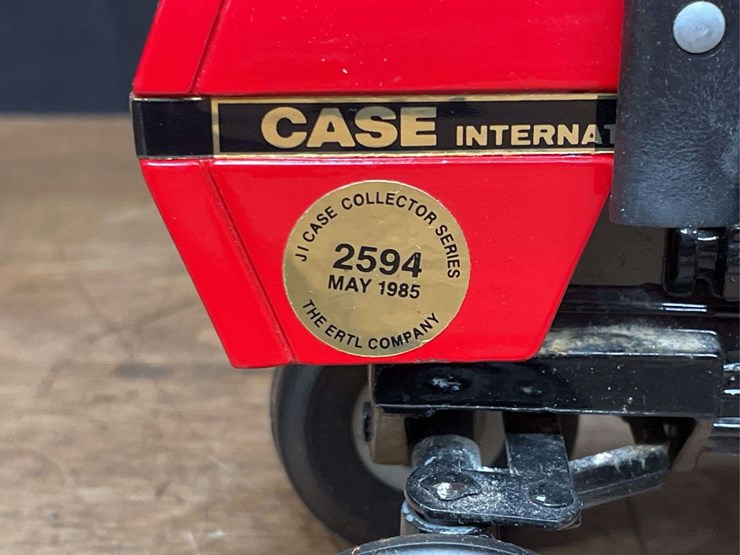 CASE INTERNAT
JI CASE COLLECTOR SERIES
2594
MAY 1985
THE ERTL COMPANY